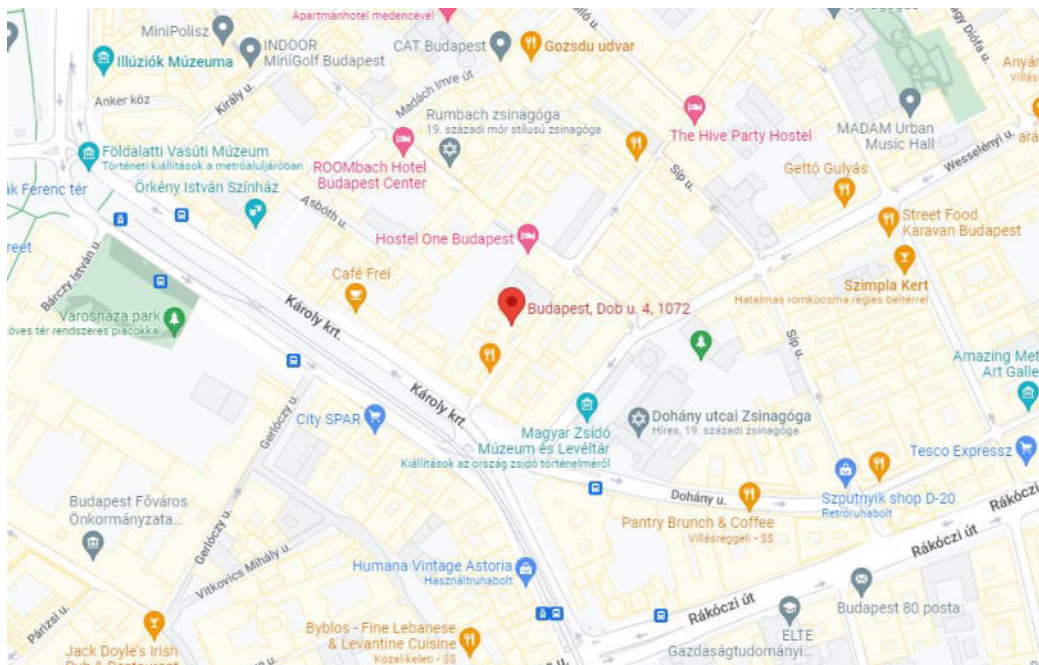 Apartmanhotel medencével
MiniPolisz
INDOOR
MiniGolf Budapest
CAT Budapest
Gozsdu udvar
Illúziók Múzeuma
Anker köz
Király u.
Madách Imre út
Rumbach zsinagóga
19. századi mór stílusú zsinagóga
The Hive Party Hostel
MADAM Urban
Music Hall
Wesselényi u.
Földalatti Vasúti Múzeum
Történeti kiállítások a metróaluljáróban
ROOMbach Hotel
Budapest Center
Síp u.
Gettó Gulyás
Ferenc tér
Örkény István Színház
Asbóth u.
Hostel One Budapest
Street Food
Karavan Budapest
Bárczy István u.
Café Frei
Szimpla Kert
Hatalmas romkocsma régies beltérrel
Városháza park
tér rendszeres piacokkal
Károly krt.
Budapest, Dob u. 4, 1072
Síp u.
Károly krt.
City SPAR
Gerlóczy u.
Magyar Zsidó
Múzeum és Levéltár
Kiállítások az ország zsidó történelméről
Dohány utcai Zsinagóga
Híres, 19. századi zsinagóga
Tesco Expressz
Dohány u.
Szputnyik shop D-20
Retróruhabolt
Rákóczi
Budapest Főváros
Önkormányzata...
Pantry Brunch & Coffee
Villásreggeli • $$
Rákóczi út
Gerlóczy u.
Vitkovics Mihály u.
Humana Vintage Astoria
Használtruhabolt
Rákóczi út
Budapest 80 posta
Párizsi u.
Jack Doyle's Irish
Byblos - Fine Lebanese
& Levantine Cuisine
Közel-keleti • $$
ELTE
Gazdaságtudományi...